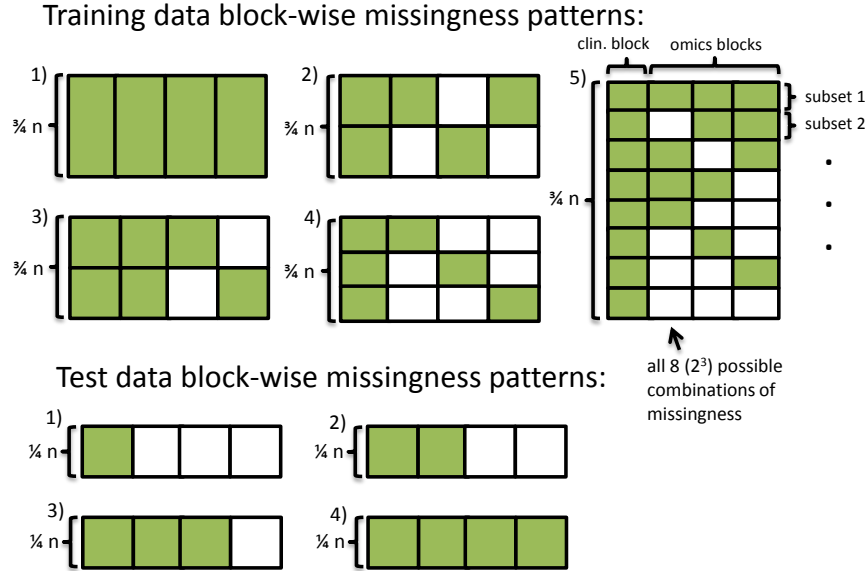 Training data block-wise missingness patterns:
clin. block omics blocks
1)
¾ n
2)
¾ n
5)
subset 1
subset 2
.
.
.
¾ n
3)
¾ n
4)
¾ n
all 8 (2³) possible
combinations of
missingness
Test data block-wise missingness patterns:
1)
¼ n
2)
¼ n
3)
¼ n
4)
¼ n